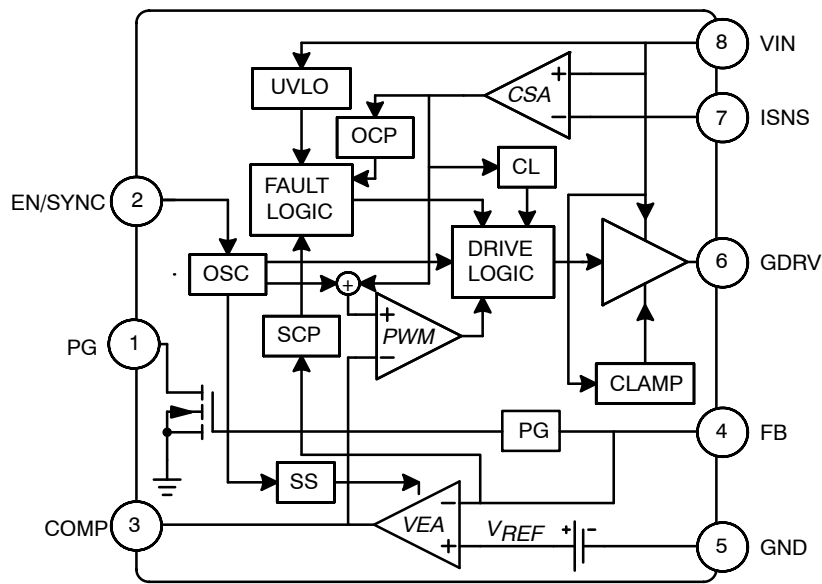 8 VIN
UVLO
+
CSA
OCP
−
7 ISNS
CL
FAULT
LOGIC
EN/SYNC 2
DRIVE
LOGIC
OSC
+
6 GDRV
SCP
+
PWM
−
PG 1
CLAMP
PG
4 FB
SS
−
VEA
+
COMP 3
VREF
+ −
5 GND